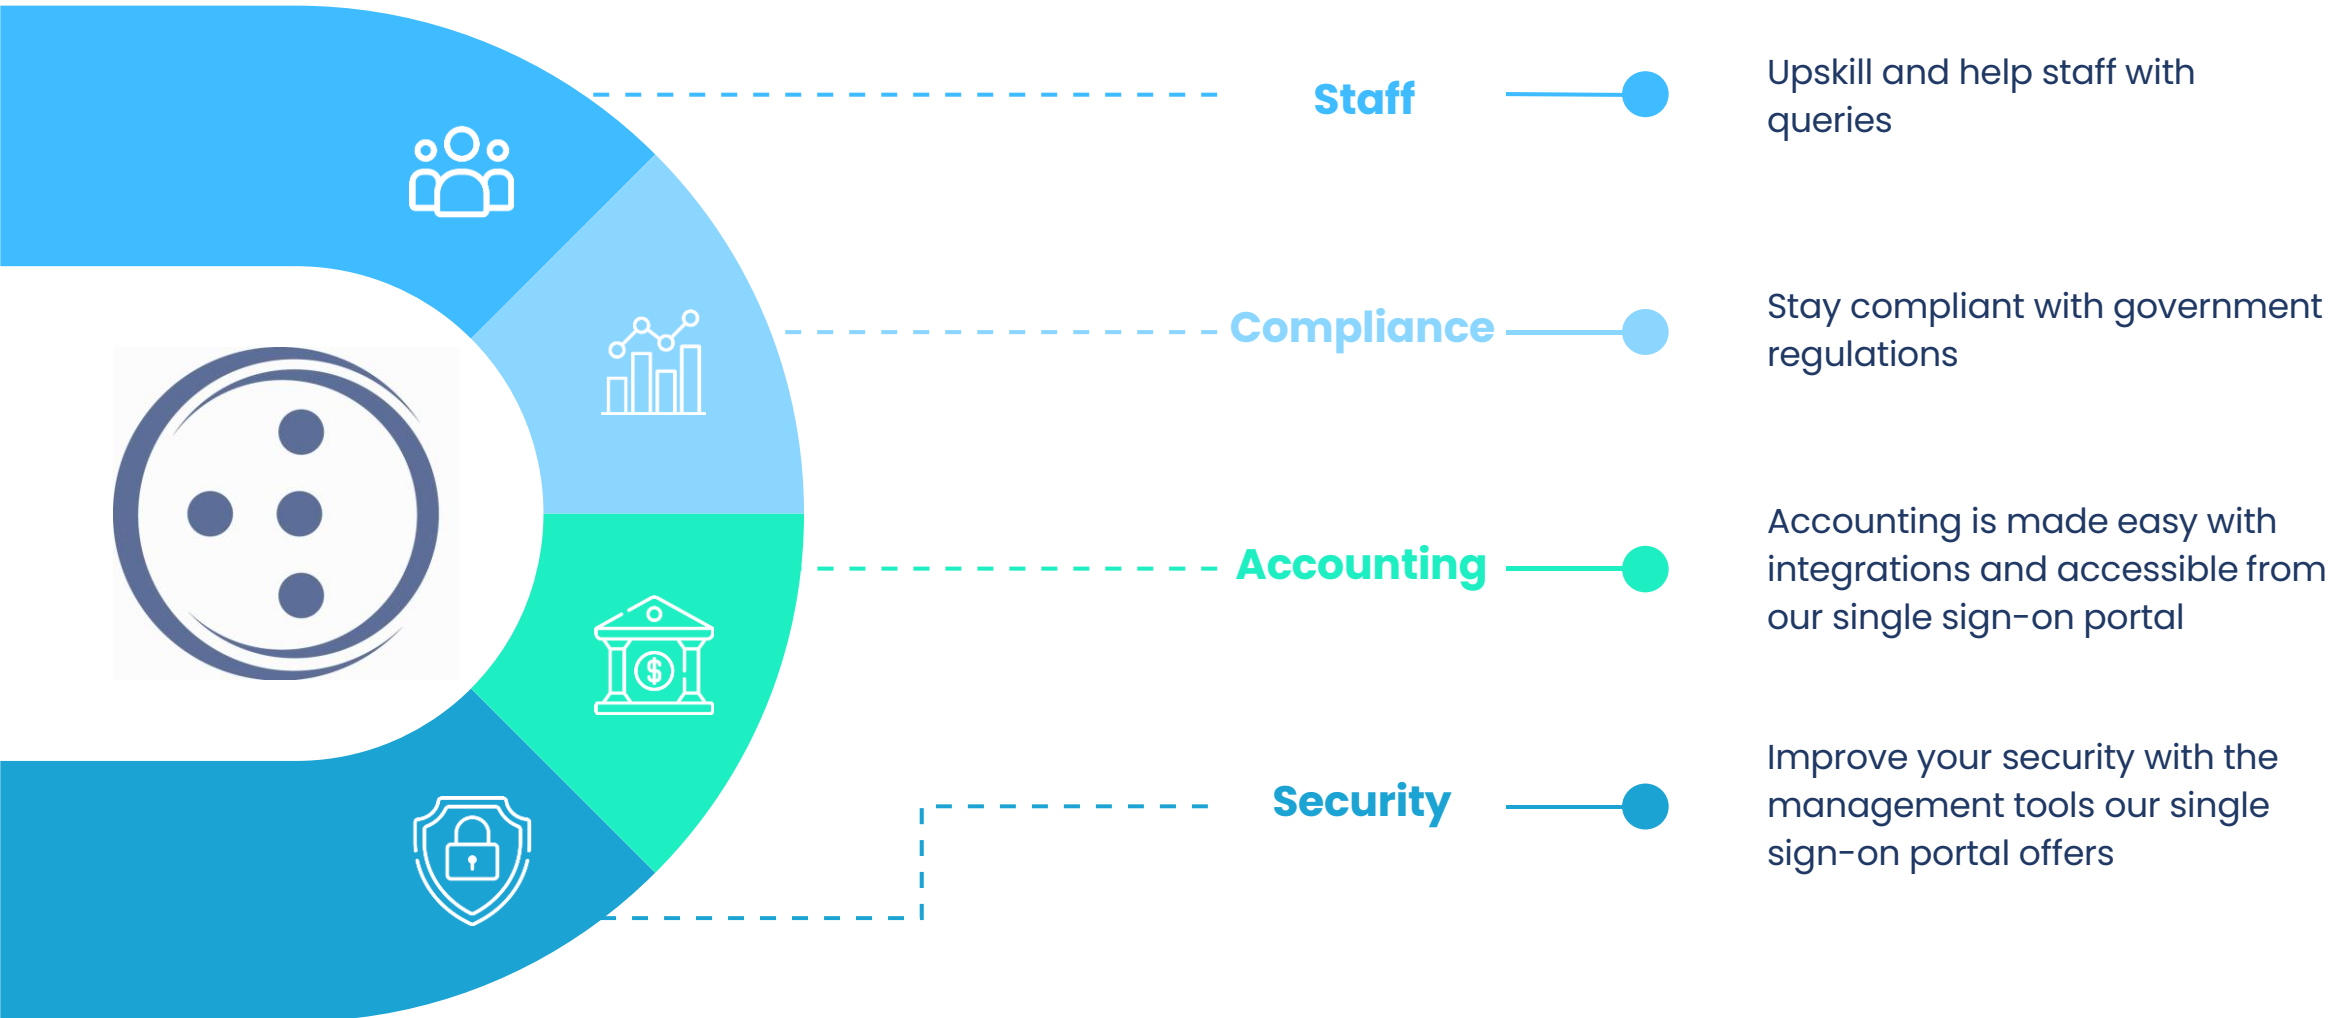 Staff
Upskill and help staff with
queries
Compliance
Stay compliant with government
regulations
Accounting
Accounting is made easy with
integrations and accessible from
our single sign-on portal
$
Security
Improve your security with the
management tools our single
sign-on portal offers